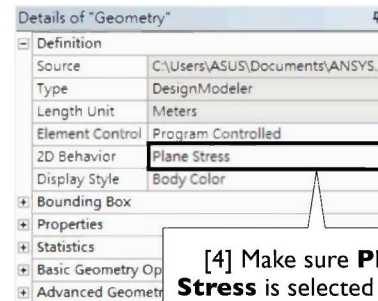 Details of "Geometry"
Definition
Source C:\Users\ASUS\Documents\ANSYS.
Type DesignModeler
Length Unit Meters
Element Control Program Controlled
2D Behavior Plane Stress
Display Style Body Color
Bounding Box
Properties
Statistics
Basic Geometry Op
Advanced Geometr
[4] Make sure Pl
Stress is selected